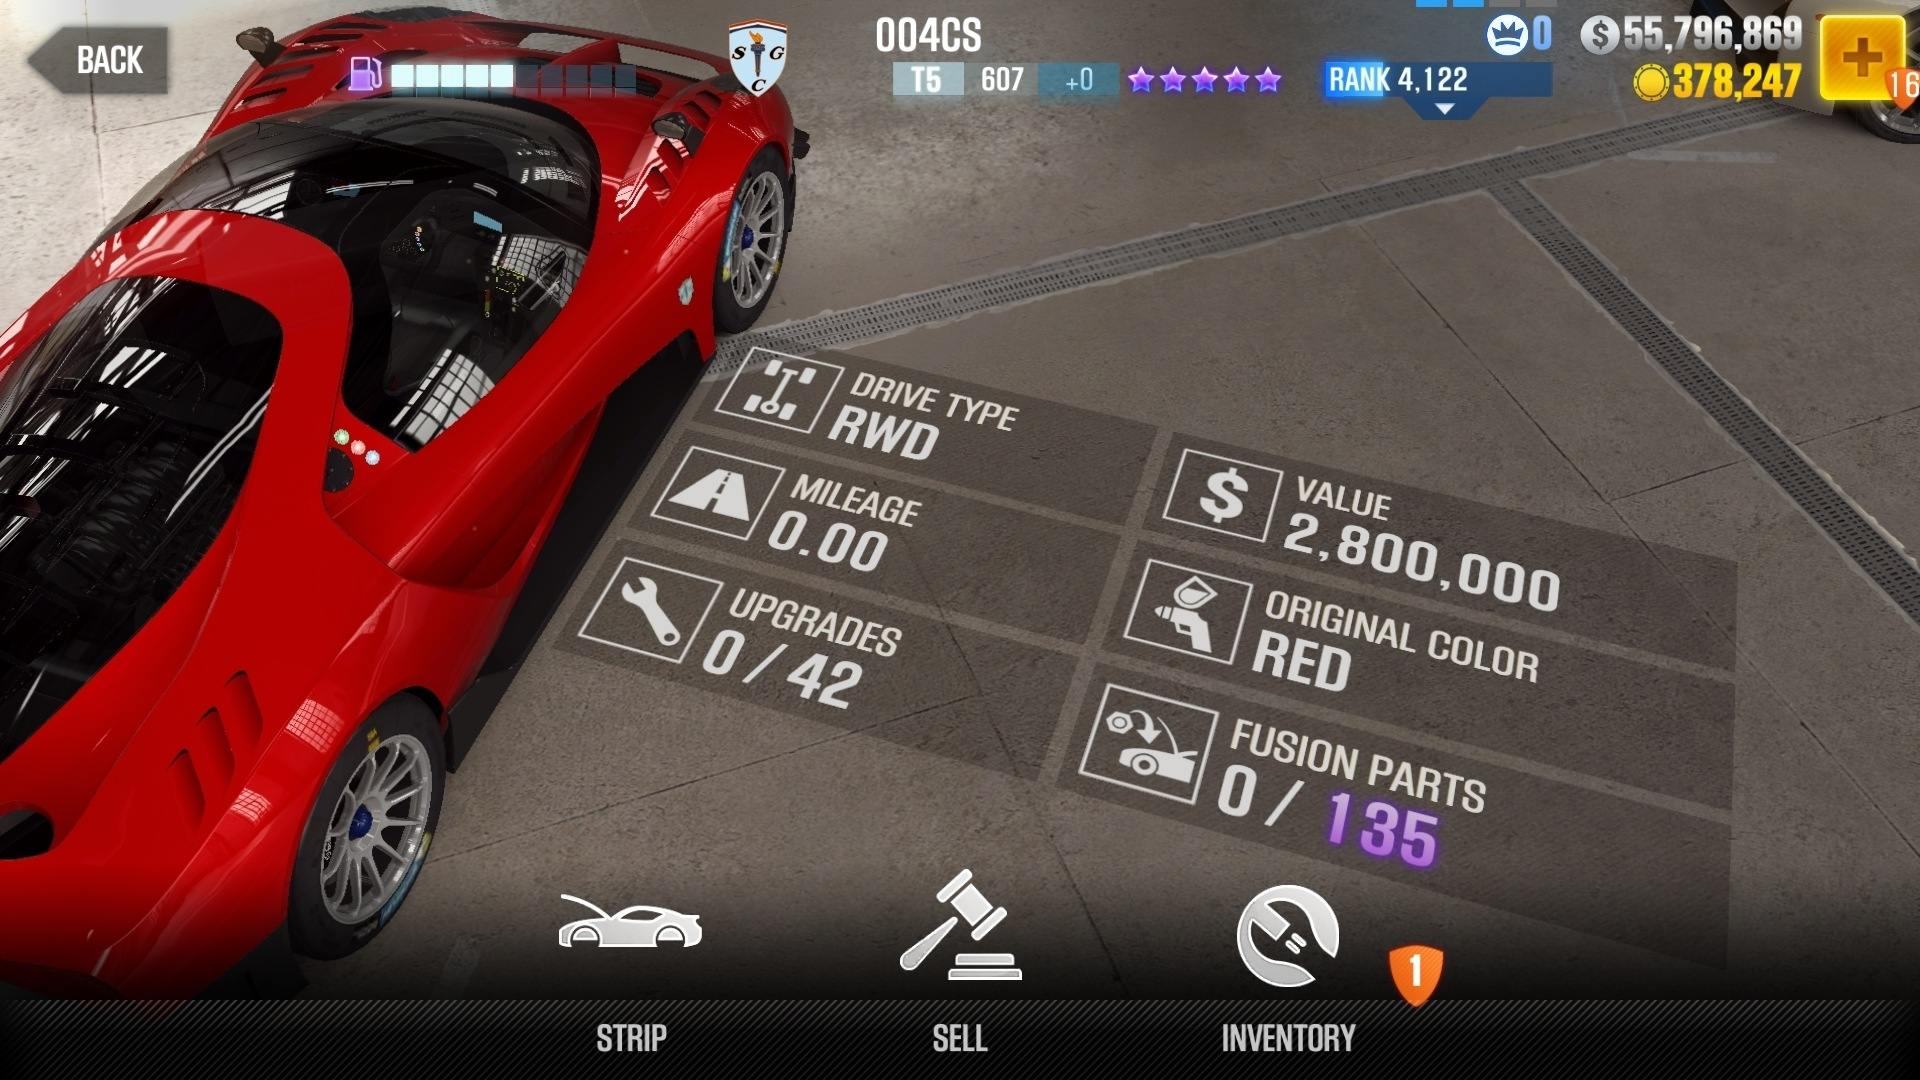 BACK
S G
C
004CS
0
55,796,869
T5 607 +0
RANK 4,122
378,247
16
DRIVE TYPE
RWD
MILEAGE
0.00
UPGRADES
0/42
VALUE
2,800,000
ORIGINAL COLOR
RED
FUSION PARTS
0/ 135
STRIP
SELL
INVENTORY
1